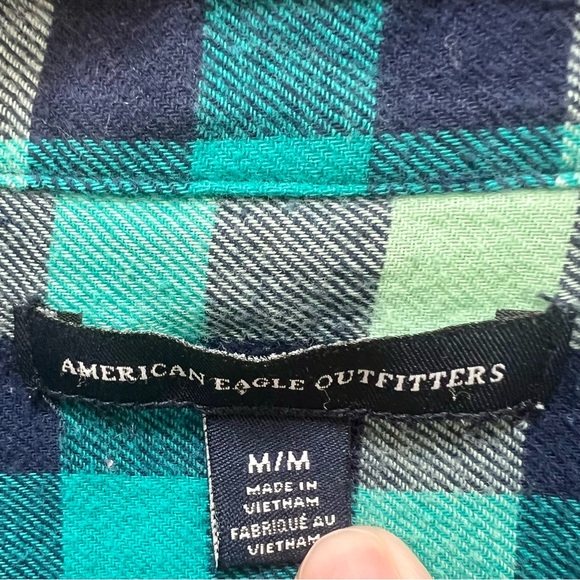 AMERICAN EAGLE OUTFITTERS
M/M
MADE IN
VIETNAM
FABRIQUÉ AU
VIETNAM